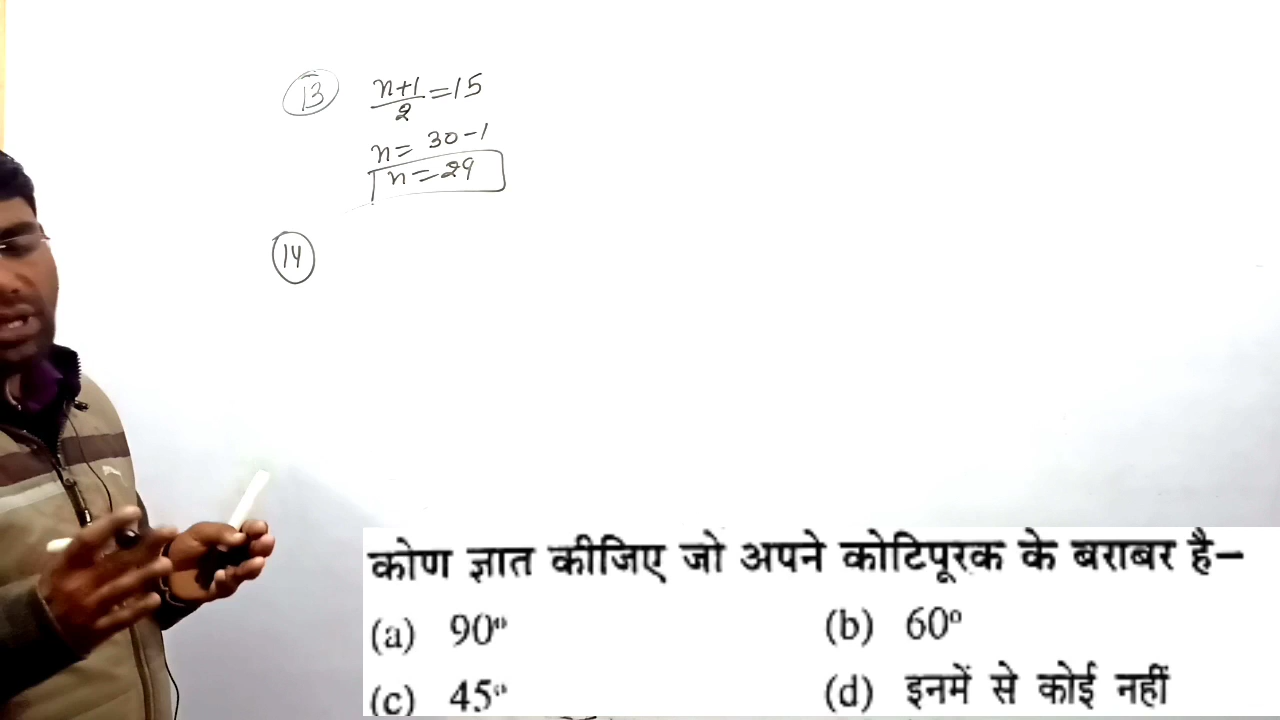 13 n+1/2 = 15
n = 30-1
n = 29
14
कोण ज्ञात कीजिए जो अपने कोटिपूरक के बराबर है–
(a) 90° (b) 60°
(c) 45° (d) इनमें से कोई नहीं